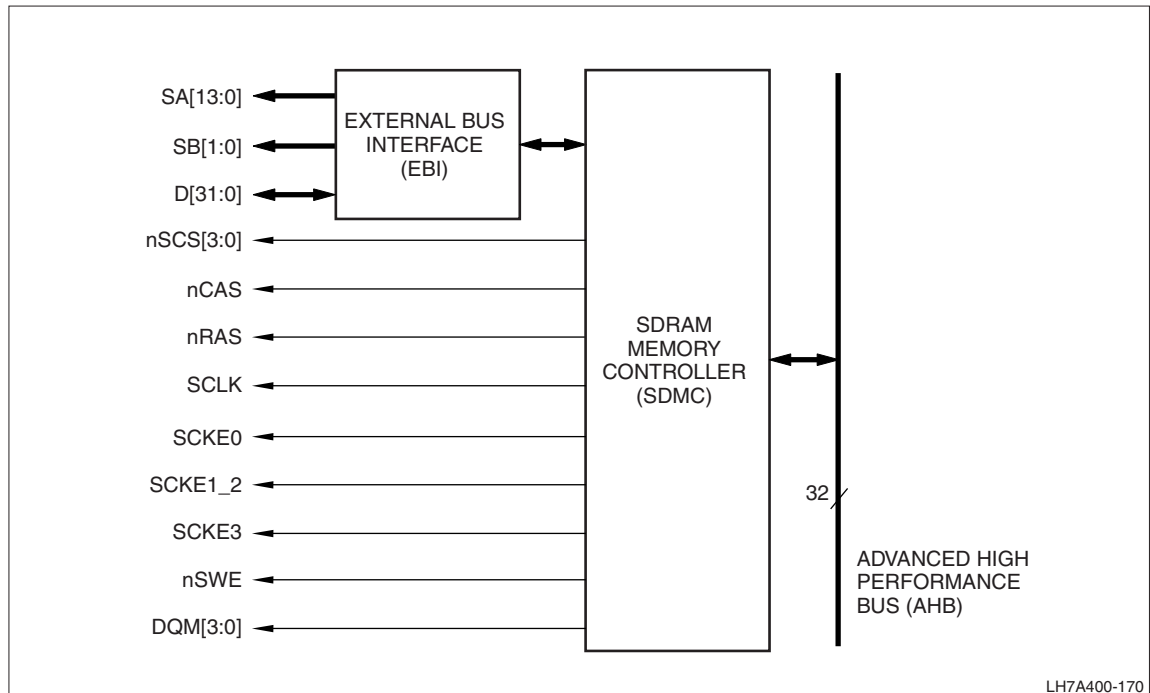 SA[13:0]
SB[1:0]
D[31:0]
nSCS[3:0]
nCAS
nRAS
SCLK
SCKE0
SCKE1_2
SCKE3
nSWE
DQM[3:0]
EXTERNAL BUS
INTERFACE
(EBI)
SDRAM
MEMORY
CONTROLLER
(SDMC)
32
ADVANCED HIGH
PERFORMANCE
BUS (AHB)
LH7A400-170